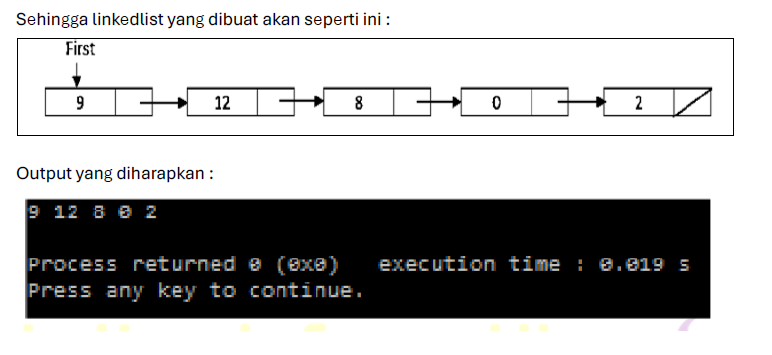 Sehingga linkedlist yang dibuat akan seperti ini :
First
9 12 8 0 2
Output yang diharapkan :
9 12 8 0 2
Process returned 0 (0x0) execution time : 0.019 s
Press any key to continue.